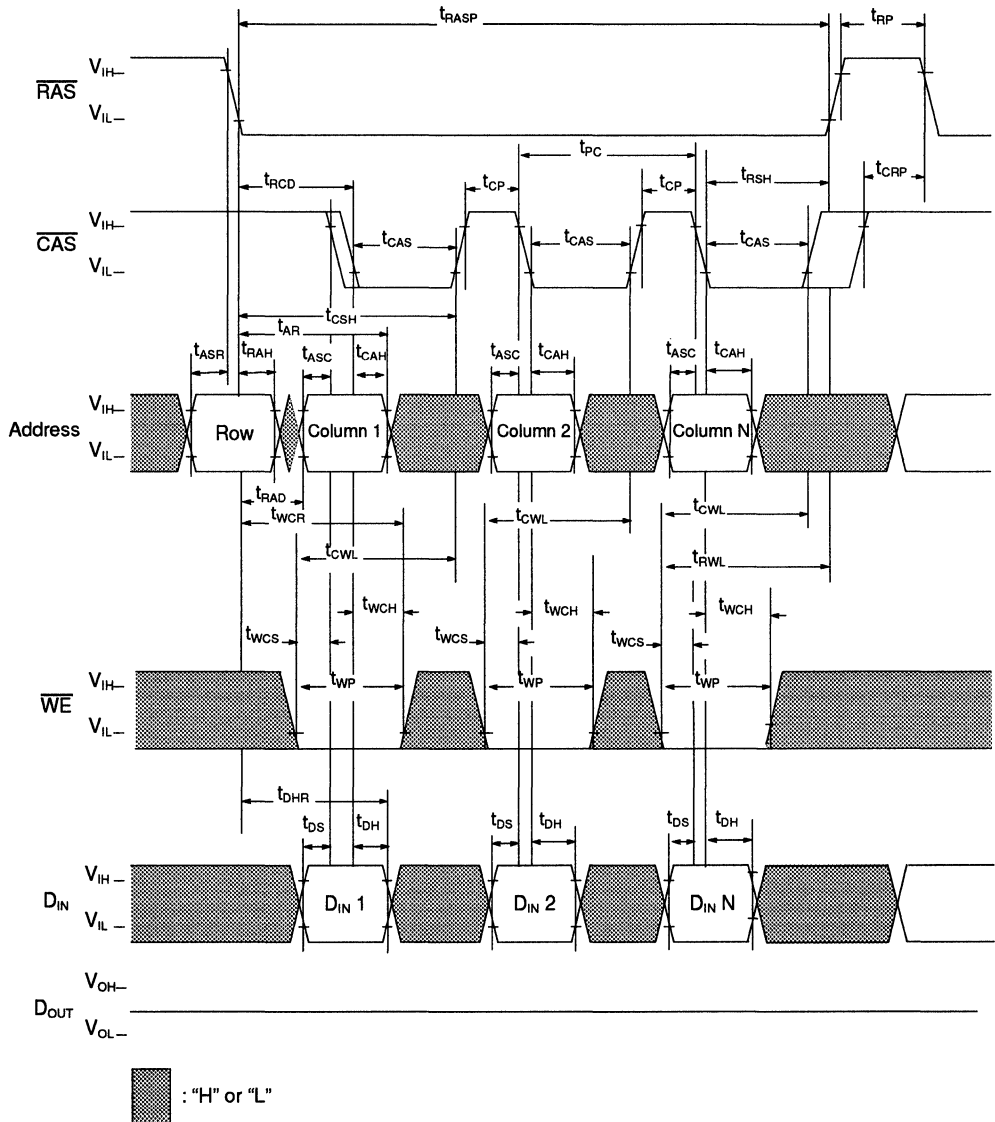 tRASP
tRP
VIH
RAS
VIL
tPC
tRCD
tCP
tCP
tRSH
tCRP
VIH
CAS
tCAS
tCAS
tCAS
VIL
tCSH
tAR
tASR
tRAH
tASC
tCAH
tASC
tCAH
tASC
tCAH
VIH
Address
Row
Column 1
Column 2
Column N
VIL
tRAD
tWCR
tCWL
tCWL
tCWL
tRWL
tWCH
tWCH
tWCH
tWCS
tWCS
tWCS
tWP
tWP
tWP
VIH
WE
VIL
tDHR
tDS
tDH
tDS
tDH
tDS
tDH
VIH
DIN
DIN 1
DIN 2
DIN N
VIL
VOH
DOUT
VOL
: “H” or “L”